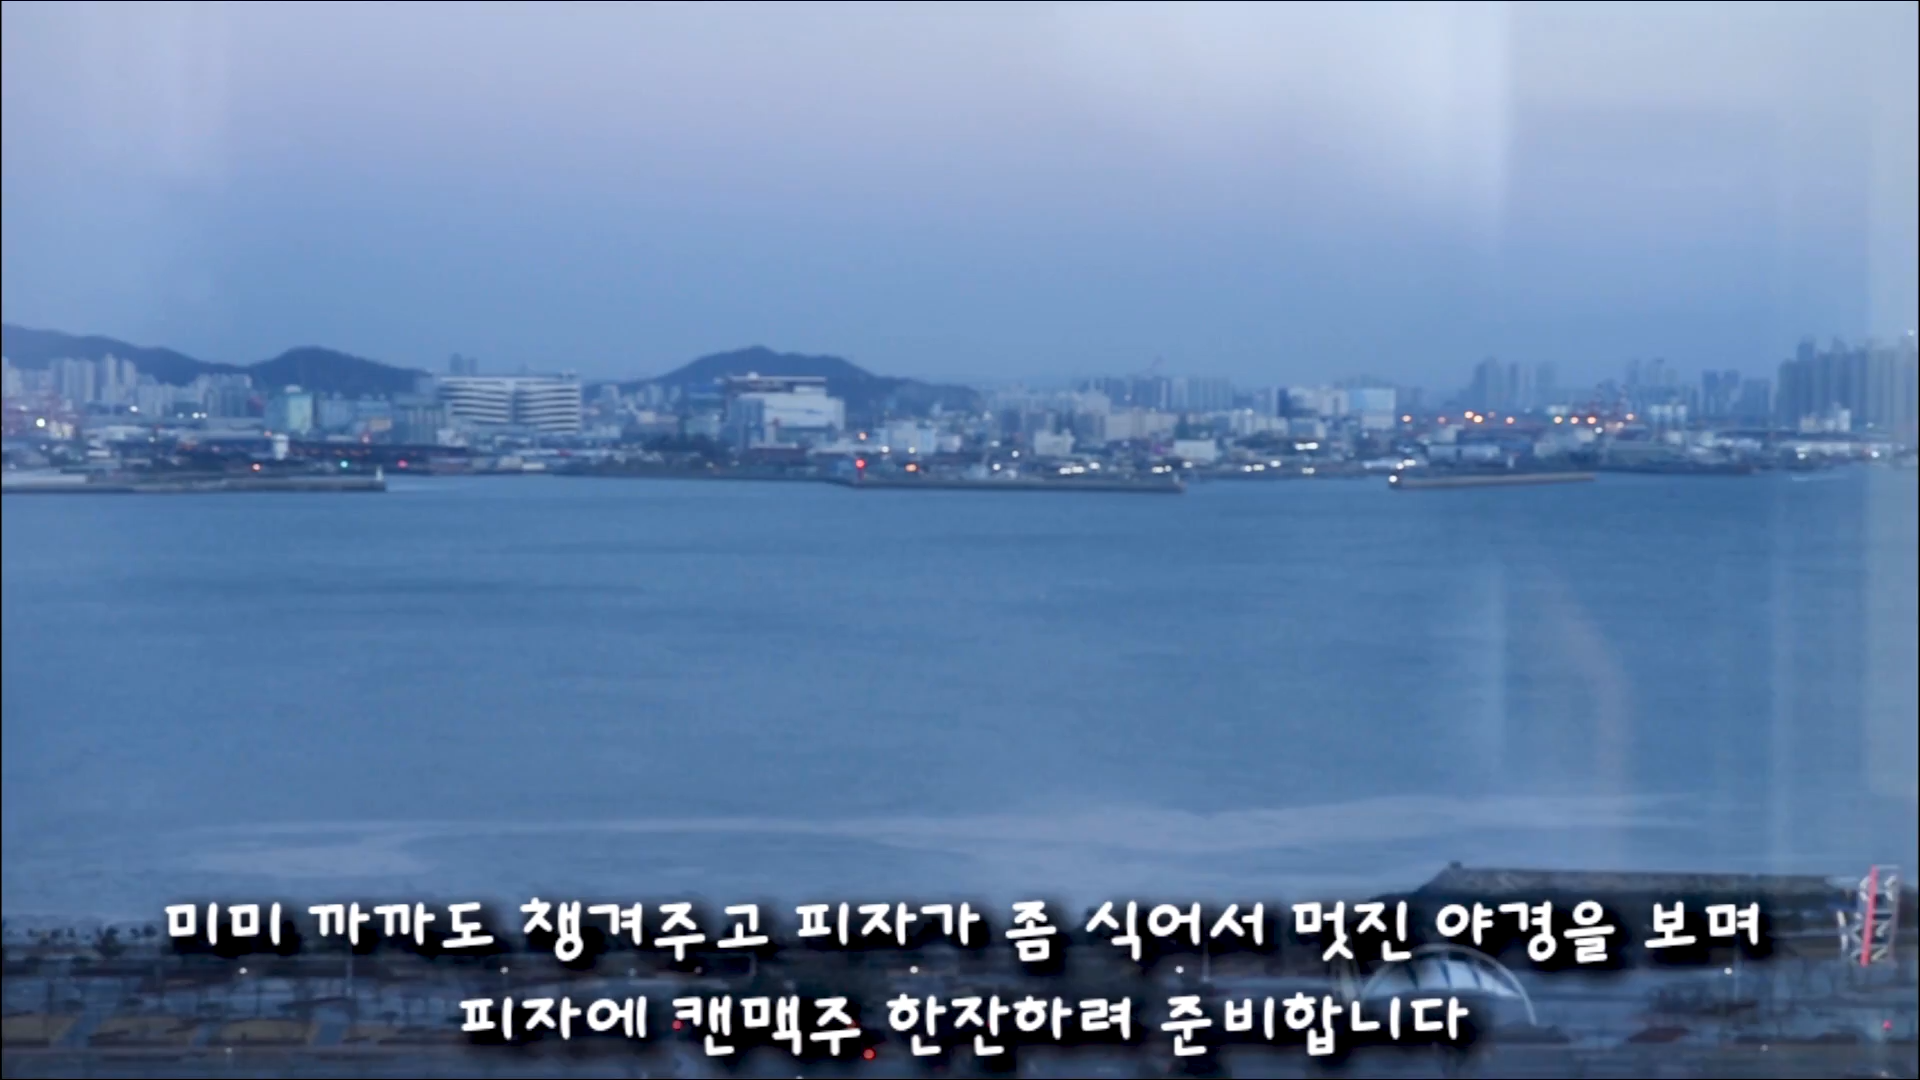 미미 까까도 챙겨주고 피자가 좀 식어서 멋진 야경을 보며
피자에 캔맥주 한잔하려 준비합니다